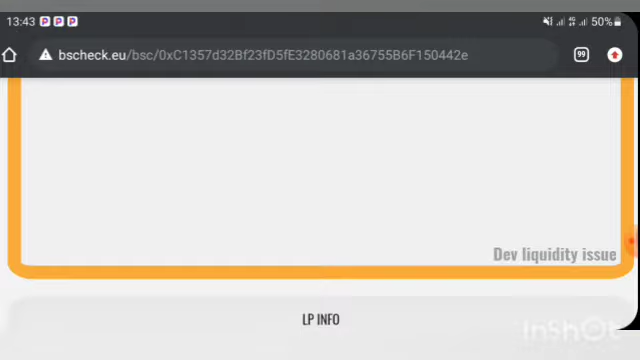 13:43 P P P 50%
bscheck.eu/bsc/0xC1357d32Bf23fD5fE3280681a36755B6F150442e 99
Dev liquidity issue
LP INFO
InShOt